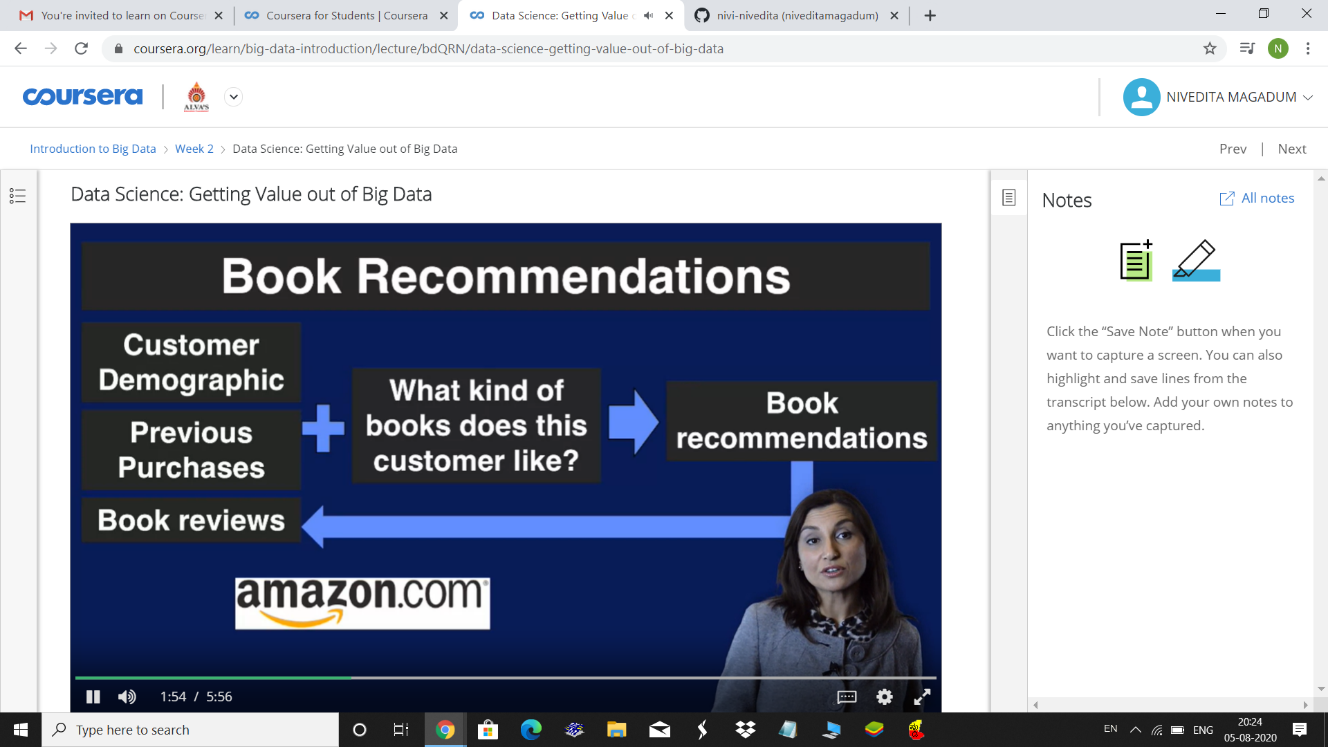 You're invited to learn on Course
Coursera for Students | Coursera
Data Science: Getting Value o
nivi-nivedita (niveditamagadum)
coursera.org/learn/big-data-introduction/lecture/bdQRN/data-science-getting-value-out-of-big-data
N
coursera
ALVA'S
NIVEDITA MAGADUM
Introduction to Big Data > Week 2 > Data Science: Getting Value out of Big Data
Prev | Next
Data Science: Getting Value out of Big Data
Book Recommendations
Customer
Demographic
Previous
Purchases
Book reviews
What kind of
books does this
customer like?
Book
recommendations
amazon.com
1:54 / 5:56
Notes
All notes
Click the “Save Note” button when you
want to capture a screen. You can also
highlight and save lines from the
transcript below. Add your own notes to
anything you’ve captured.
Type here to search
EN
ENG
20:24
05-08-2020